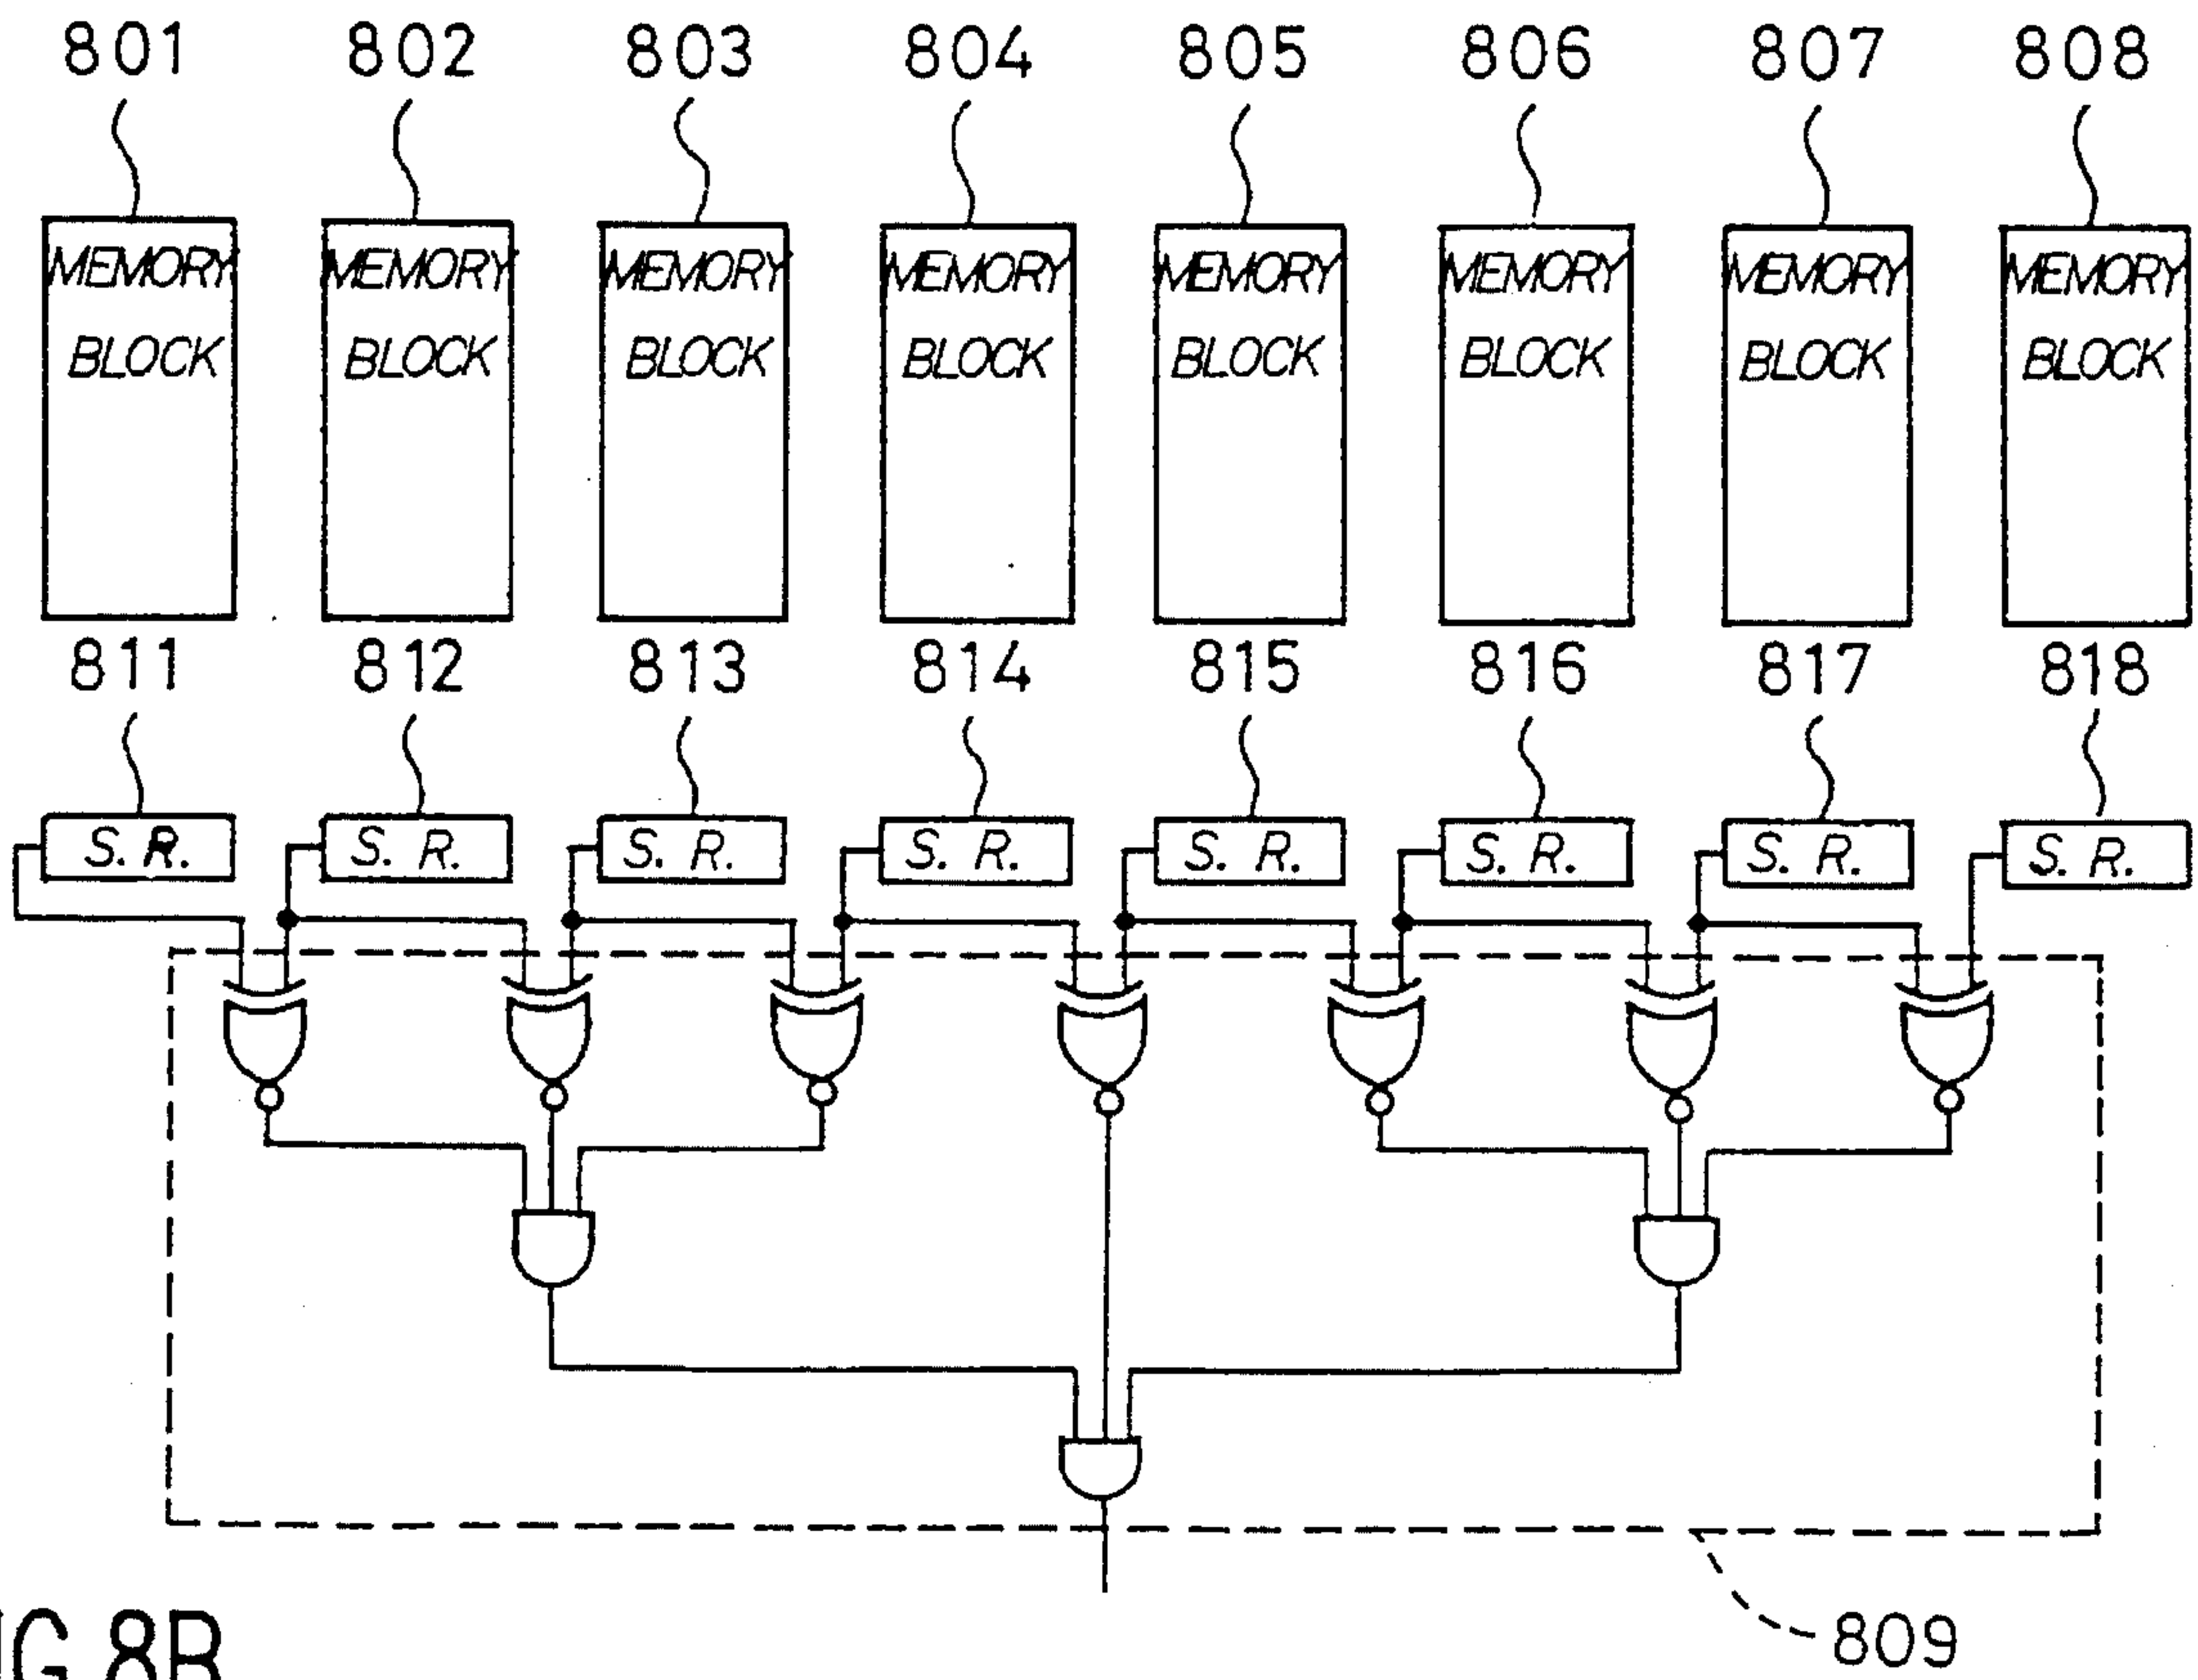 801 802 803 804 805 806 807 808
MEMORY MEMORY MEMORY MEMORY MEMORY MEMORY MEMORY MEMORY
BLOCK BLOCK BLOCK BLOCK BLOCK BLOCK BLOCK BLOCK
811 812 813 814 815 816 817 818
S. R. S. R. S. R. S. R. S. R. S. R. S. R. S. R.
809
8B